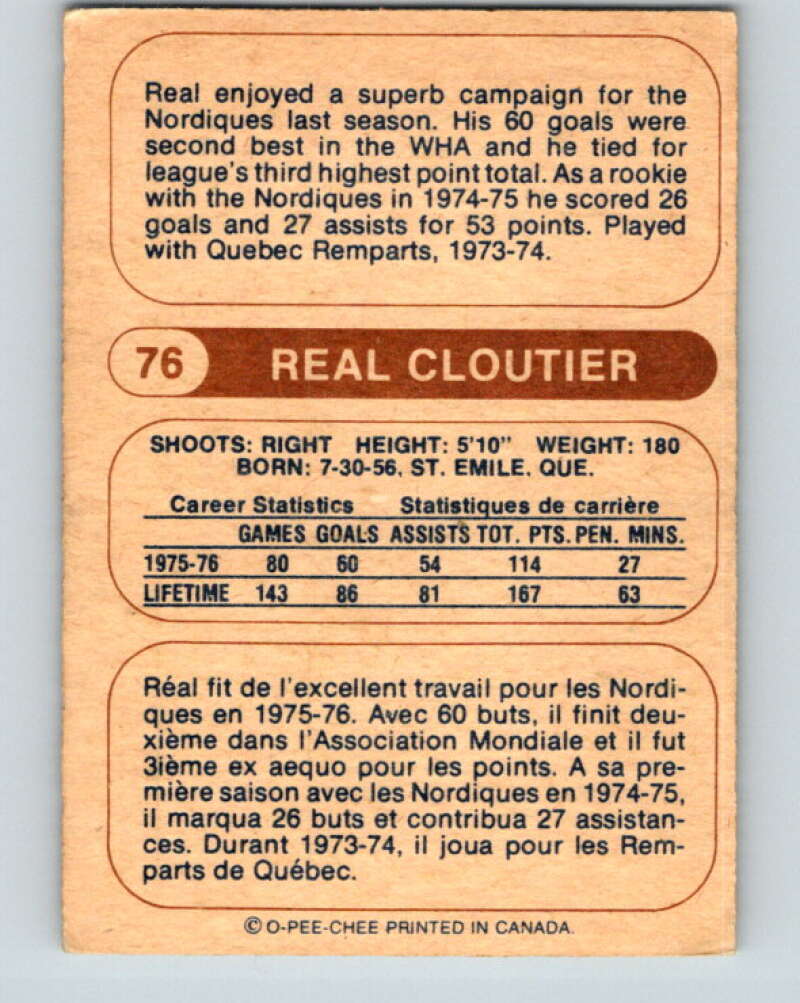 Real enjoyed a superb campaign for the
Nordiques last season. His 60 goals were
second best in the WHA and he tied for
league's third highest point total. As a rookie
with the Nordiques in 1974-75 he scored 26
goals and 27 assists for 53 points. Played
with Quebec Remparts, 1973-74.
76 REAL CLOUTIER
SHOOTS: RIGHT HEIGHT: 5'10" WEIGHT: 180
BORN: 7-30-56, ST. EMILE, QUE.
Career Statistics Statistiques de carrière
GAMES GOALS ASSISTS TOT. PTS. PEN. MINS.
1975-76 80 60 54 114 27
LIFETIME 143 86 81 167 63
Réal fit de l'excellent travail pour les Nordi-
ques en 1975-76. Avec 60 buts, il finit deu-
xième dans l'Association Mondiale et il fut
3ième ex aequo pour les points. A sa pre-
mière saison avec les Nordiques en 1974-75,
il marqua 26 buts et contribua 27 assistan-
ces. Durant 1973-74, il joua pour les Rem-
parts de Québec.
© O-PEE-CHEE PRINTED IN CANADA.